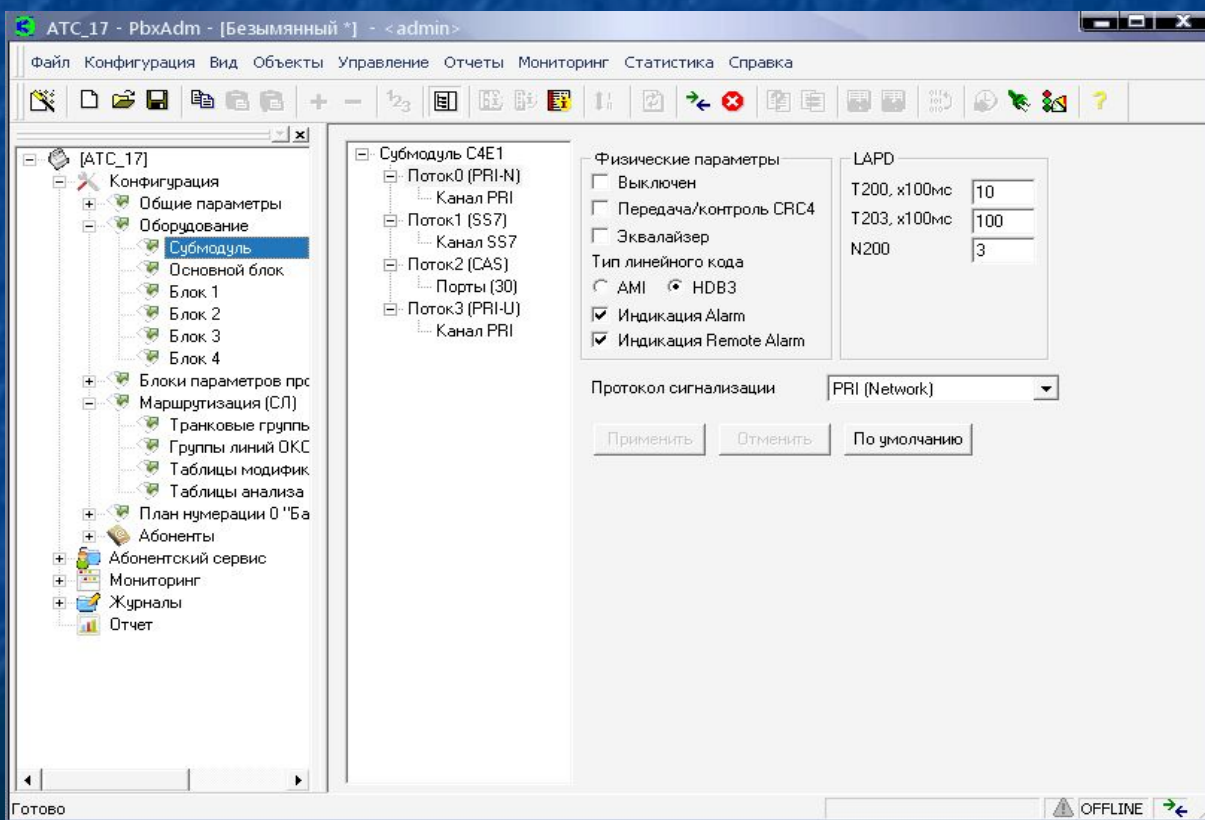 АТС_17 - PbxAdm - [Безымянный *] - <admin>
Файл Конфигурация Вид Объекты Управление Отчеты Мониторинг Статистика Справка
[АТС_17]
Конфигурация
Общие параметры
Оборудование
Субмодуль
Основной блок
Блок 1
Блок 2
Блок 3
Блок 4
Блоки параметров прс
Маршрутизация (СЛ)
Транковые группы
Группы линий ОКС
Таблицы модифик
Таблицы анализа
План нумерации 0 "Ба
Абоненты
Абонентский сервис
Мониторинг
Журналы
Отчет
Субмодуль C4E1
Поток0 (PRI-N)
Канал PRI
Поток1 (SS7)
Канал SS7
Поток2 (CAS)
Порты (30)
Поток3 (PRI-U)
Канал PRI
Физические параметры
Выключен
Передача/контроль CRC4
Эквалайзер
Тип линейного кода
AMI HDB3
Индикация Alarm
Индикация Remote Alarm
LAPD
T200, x100мс 10
T203, x100мс 100
N200 3
Протокол сигнализации PRI (Network)
Применить Отменить По умолчанию
Готово OFFLINE